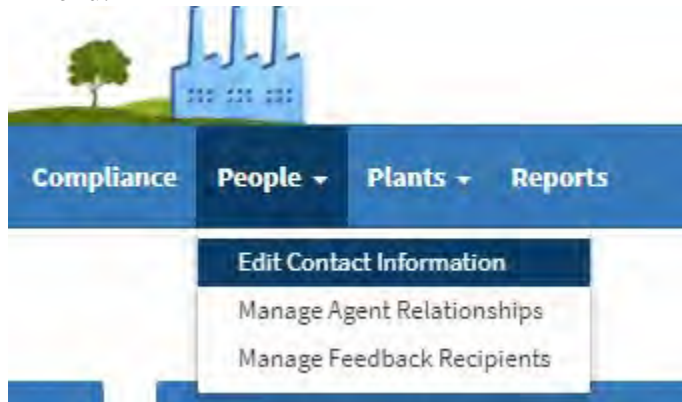 Compliance People Plants Reports
Edit Contact Information
Manage Agent Relationships
Manage Feedback Recipients